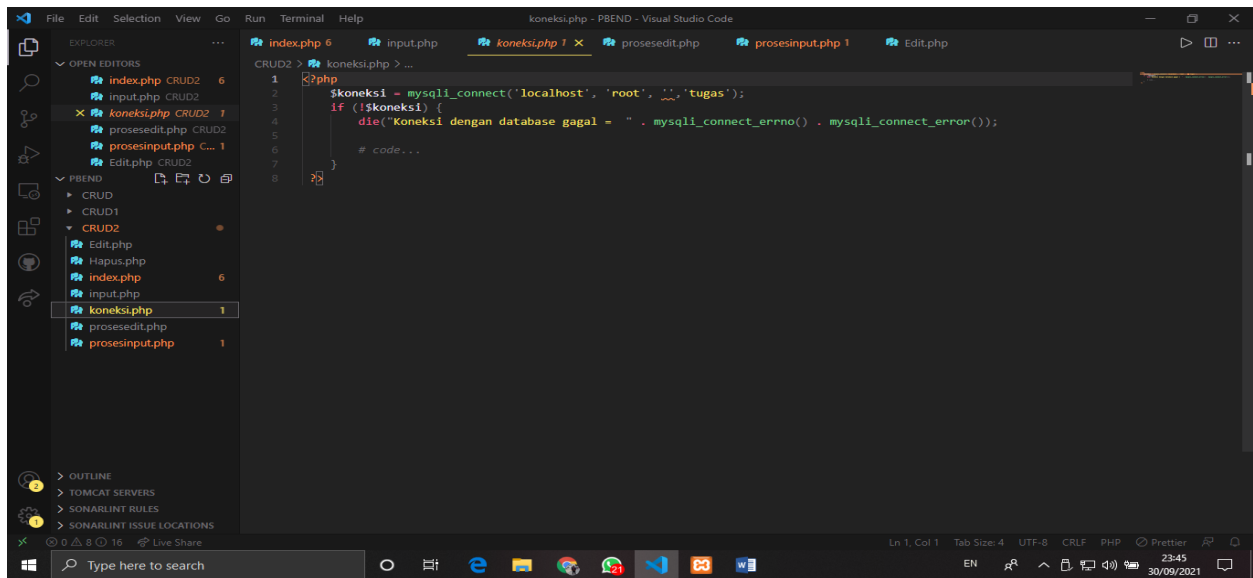 File Edit Selection View Go Run Terminal Help koneksi.php - PBEND - Visual Studio Code
EXPLORER ...
index.php 6 input.php koneksi.php 1 prosesedit.php prosesinput.php 1 Edit.php
OPEN EDITORS
index.php CRUD2 6
input.php CRUD2
koneksi.php CRUD2 1
prosesedit.php CRUD2
prosesinput.php C... 1
Edit.php CRUD2
PBEND
CRUD
CRUD1
CRUD2
Edit.php
Hapus.php
index.php 6
input.php
koneksi.php 1
prosesedit.php
prosesinput.php 1
OUTLINE
TOMCAT SERVERS
SONARLINT RULES
SONARLINT ISSUE LOCATIONS
CRUD2 > koneksi.php > ...
1 <?php
2 $koneksi = mysqli_connect('localhost', 'root', '','tugas');
3 if (!$koneksi) {
4 die("Koneksi dengan database gagal = " . mysqli_connect_errno() . mysqli_connect_error());
5
6 # code...
7 }
8 ?>
2
1
0 8 16 Live Share Ln 1, Col 1 Tab Size: 4 UTF-8 CRLF PHP Prettier
Type here to search 21 EN 23:45
30/09/2021